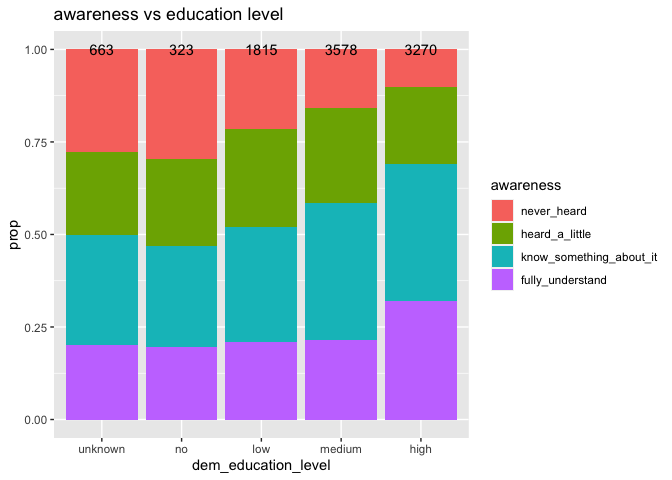 awareness vs education level
663 323 1815 3578 3270
1.00
0.75
0.50
0.25
0.00
prop
unknown no low medium high
dem_education_level
awareness
never_heard
heard_a_little
know_something_about_it
fully_understand